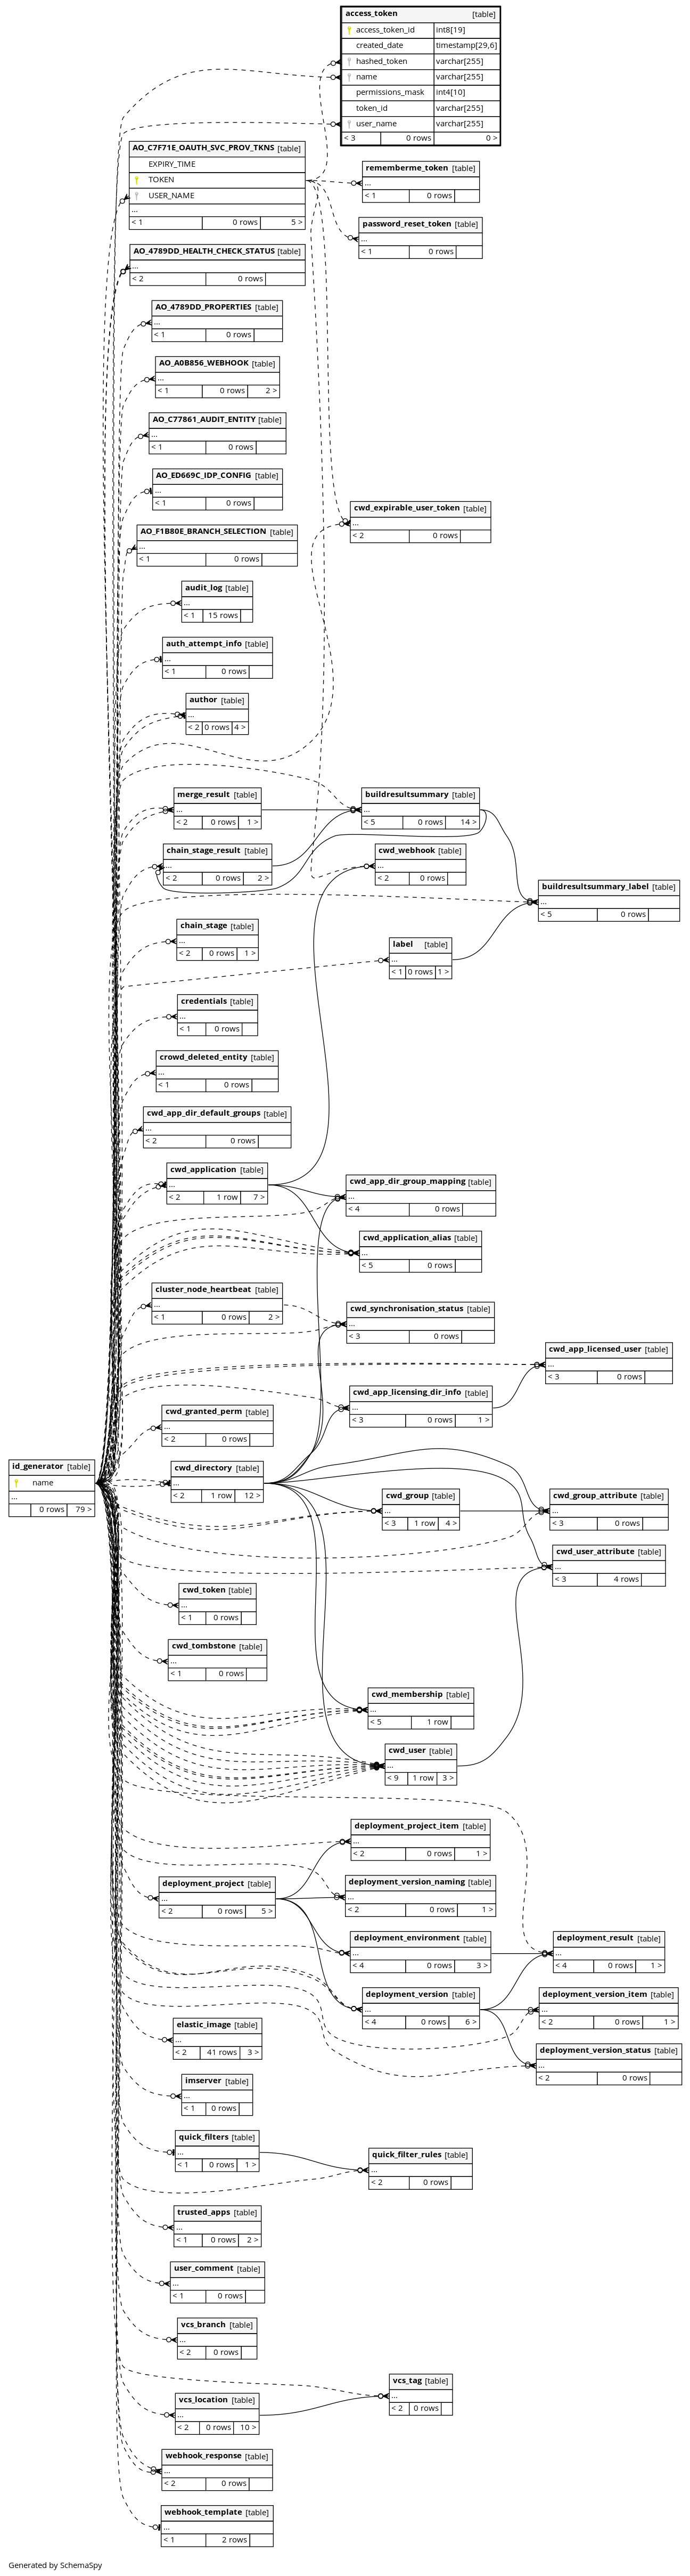 access_token [table]
access_token_id int8[19]
created_date timestamp[29,6]
hashed_token varchar[255]
name varchar[255]
permissions_mask int4[10]
token_id varchar[255]
user_name varchar[255]
< 3 0 rows 0 >
AO_C7F71E_OAUTH_SVC_PROV_TKNS [table]
EXPIRY_TIME
TOKEN
USER_NAME
...
< 1 0 rows 5 >
rememberme_token [table]
...
< 1 0 rows
password_reset_token [table]
...
< 1 0 rows
AO_4789DD_HEALTH_CHECK_STATUS [table]
...
< 2 0 rows
AO_4789DD_PROPERTIES [table]
...
< 1 0 rows
AO_A0B856_WEBHOOK [table]
...
< 1 0 rows 2 >
AO_C77861_AUDIT_ENTITY [table]
...
< 1 0 rows
AO_ED669C_IDP_CONFIG [table]
...
< 1 0 rows
cwd_expirable_user_token [table]
...
< 2 0 rows
AO_F1B80E_BRANCH_SELECTION [table]
...
< 1 0 rows
audit_log [table]
...
< 1 15 rows
auth_attempt_info [table]
...
< 1 0 rows
author [table]
...
< 2 0 rows 4 >
merge_result [table]
...
< 2 0 rows 1 >
buildresultsummary [table]
...
< 5 0 rows 14 >
chain_stage_result [table]
...
< 2 0 rows 2 >
cwd_webhook [table]
...
< 2 0 rows
buildresultsummary_label [table]
...
< 5 0 rows
chain_stage [table]
...
< 2 0 rows 1 >
label [table]
...
< 1 0 rows 1 >
credentials [table]
...
< 1 0 rows
crowd_deleted_entity [table]
...
< 1 0 rows
cwd_app_dir_default_groups [table]
...
< 2 0 rows
cwd_application [table]
...
< 2 1 row 7 >
cwd_app_dir_group_mapping [table]
...
< 4 0 rows
cwd_application_alias [table]
...
< 5 0 rows
cluster_node_heartbeat [table]
...
< 1 0 rows 2 >
cwd_synchronisation_status [table]
...
< 3 0 rows
cwd_app_licensed_user [table]
...
< 3 0 rows
cwd_app_licensing_dir_info [table]
...
< 3 0 rows 1 >
cwd_granted_perm [table]
...
< 2 0 rows
id_generator [table]
name
...
0 rows 79 >
cwd_directory [table]
...
< 2 1 row 12 >
cwd_group [table]
...
< 3 1 row 4 >
cwd_group_attribute [table]
...
< 3 0 rows
cwd_user_attribute [table]
...
< 3 4 rows
cwd_token [table]
...
< 1 0 rows
cwd_tombstone [table]
...
< 1 0 rows
cwd_membership [table]
...
< 5 1 row
cwd_user [table]
...
< 9 1 row 3 >
deployment_project_item [table]
...
< 2 0 rows 1 >
deployment_project [table]
...
< 2 0 rows 5 >
deployment_version_naming [table]
...
< 2 0 rows 1 >
deployment_environment [table]
...
< 4 0 rows 3 >
deployment_result [table]
...
< 4 0 rows 1 >
deployment_version [table]
...
< 4 0 rows 6 >
deployment_version_item [table]
...
< 2 0 rows 1 >
elastic_image [table]
...
< 2 41 rows 3 >
deployment_version_status [table]
...
< 2 0 rows
imserver [table]
...
< 1 0 rows
quick_filters [table]
...
< 1 0 rows 1 >
quick_filter_rules [table]
...
< 2 0 rows
trusted_apps [table]
...
< 1 0 rows 2 >
user_comment [table]
...
< 1 0 rows
vcs_branch [table]
...
< 2 0 rows
vcs_tag [table]
...
< 2 0 rows
vcs_location [table]
...
< 2 0 rows 10 >
webhook_response [table]
...
< 2 0 rows
webhook_template [table]
...
< 1 2 rows
Generated by SchemaSpy